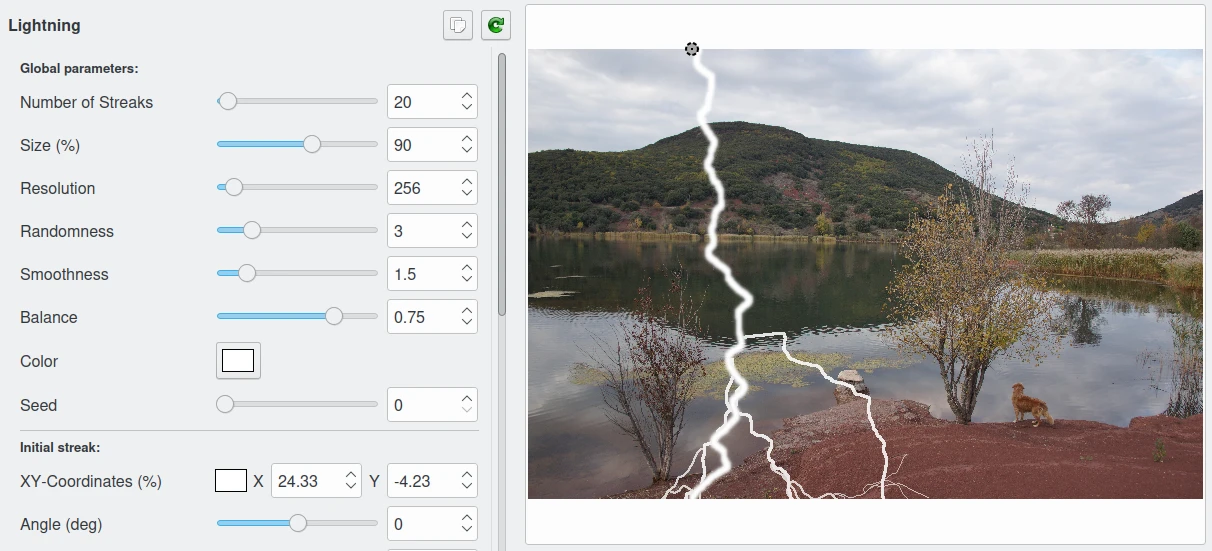 Lightning
Global parameters:
Number of Streaks 20
Size (%) 90
Resolution 256
Randomness 3
Smoothness 1.5
Balance 0.75
Color
Seed 0
Initial streak:
XY-Coordinates (%) X 24.33 Y -4.23
Angle (deg) 0